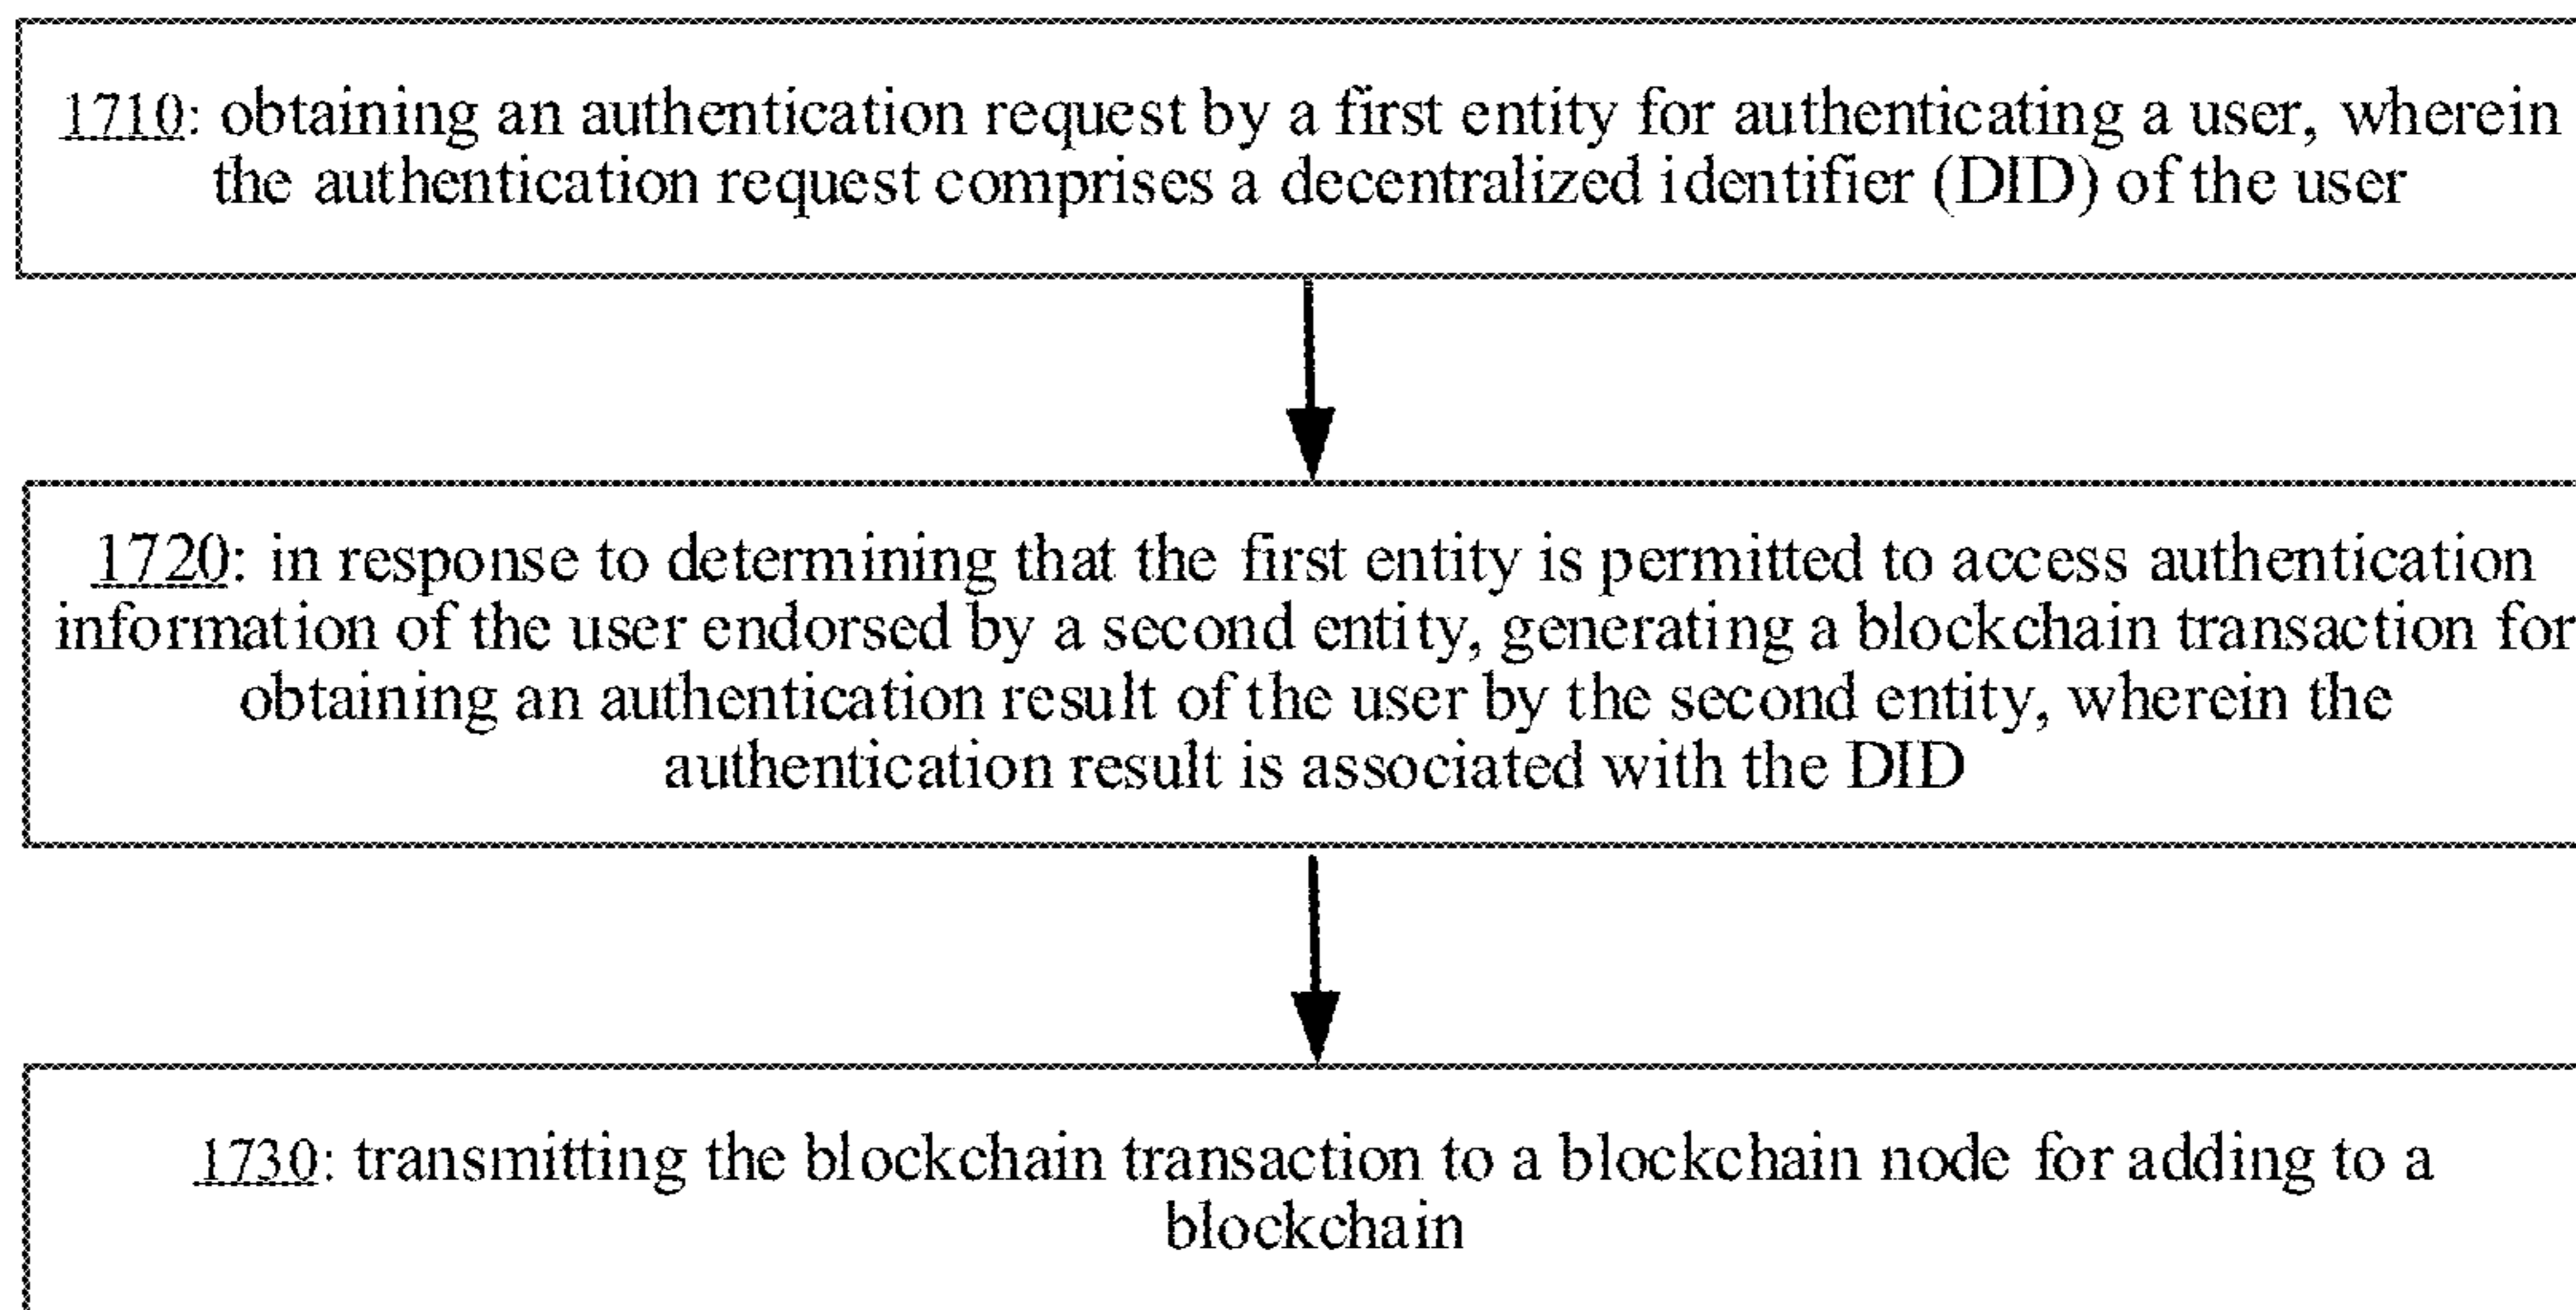 1710: obtaining an authentication request by a first entity for authenticating a user, wherein
the authentication request comprises a decentralized identifier (DID) of the user
1720: in response to determining that the first entity is permitted to access authentication
information of the user endorsed by a second entity, generating a blockchain transaction for
obtaining an authentication result of the user by the second entity, wherein the
authentication result is associated with the DID
1730: transmitting the blockchain transaction to a blockchain node for adding to a
blockchain